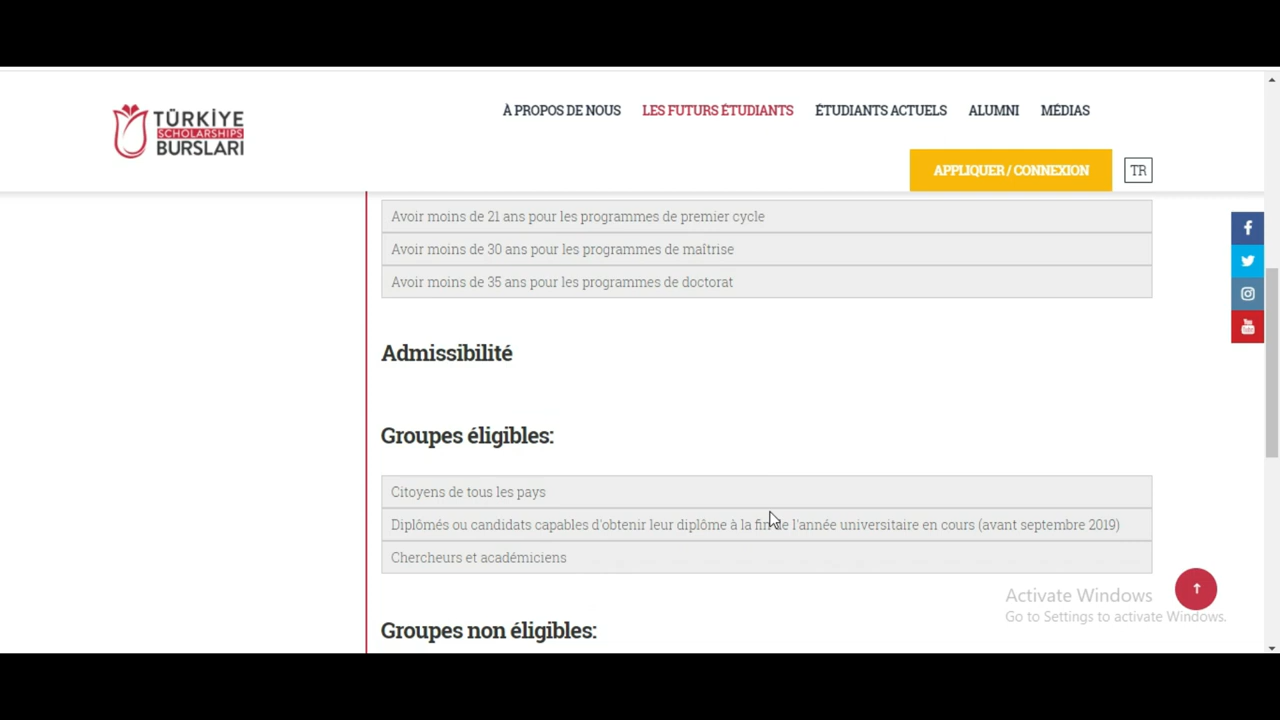 TÜRKİYE
SCHOLARSHIPS
BURSLARI
À PROPOS DE NOUS
LES FUTURS ÉTUDIANTS
ÉTUDIANTS ACTUELS
ALUMNI
MÉDIAS
APPLIQUER / CONNEXION
TR
Avoir moins de 21 ans pour les programmes de premier cycle
Avoir moins de 30 ans pour les programmes de maîtrise
Avoir moins de 35 ans pour les programmes de doctorat
Admissibilité
Groupes éligibles:
Citoyens de tous les pays
Diplômés ou candidats capables d'obtenir leur diplôme à la fin de l'année universitaire en cours (avant septembre 2019)
Chercheurs et académiciens
Activate Windows
Go to Settings to activate Windows.
Groupes non éligibles: